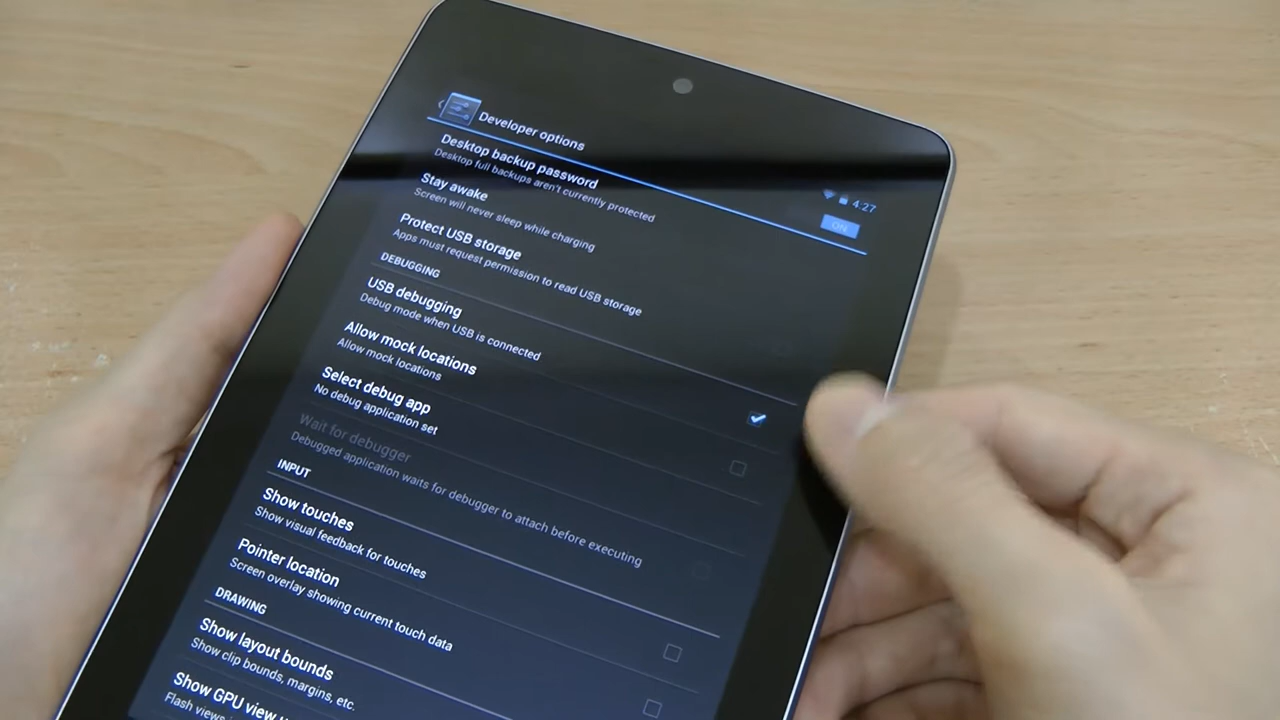 4:27
Developer options
ON
Desktop backup password
Desktop full backups aren't currently protected
Stay awake
Screen will never sleep while charging
Protect USB storage
Apps must request permission to read USB storage
DEBUGGING
USB debugging
Debug mode when USB is connected
Allow mock locations
Allow mock locations
Select debug app
No debug application set
Wait for debugger
Debugged application waits for debugger to attach before executing
INPUT
Show touches
Show visual feedback for touches
Pointer location
Screen overlay showing current touch data
DRAWING
Show layout bounds
Show clip bounds, margins, etc.
Show GPU view
Flash views